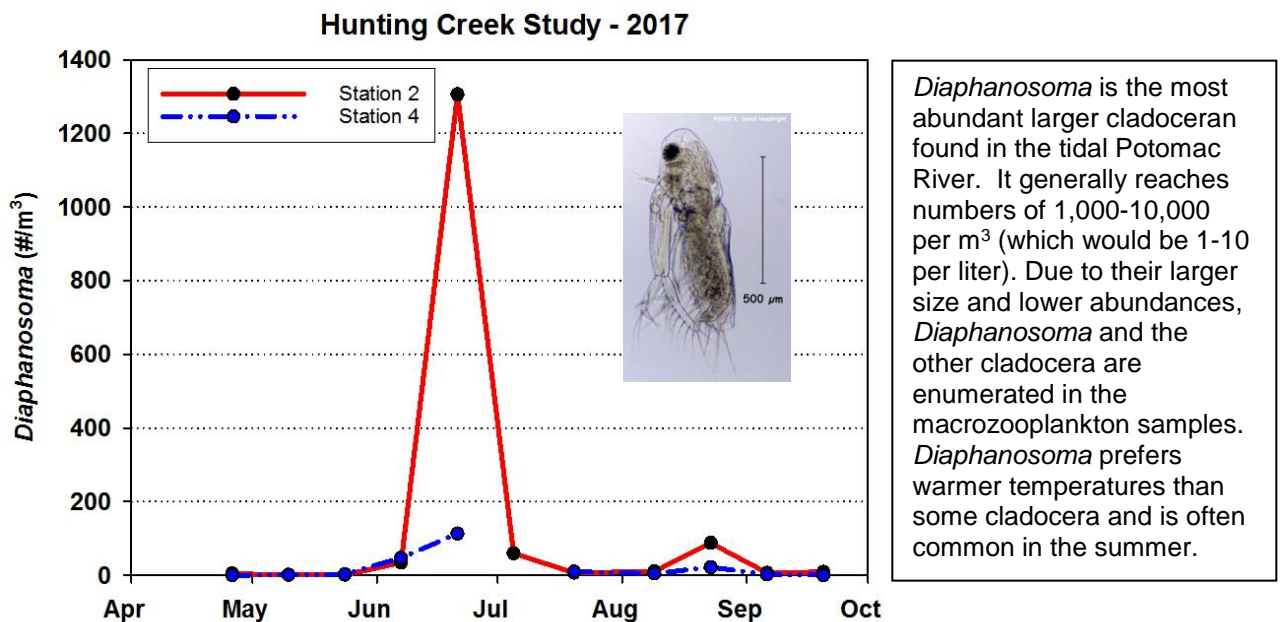 Hunting Creek Study - 2017
1400
1200
1000
800
600
400
200
0
Diaphanosoma (#/m³)
Station 2
Station 4
500 µm
Apr May Jun Jul Aug Sep Oct
Diaphanosoma is the most
abundant larger cladoceran
found in the tidal Potomac
River. It generally reaches
numbers of 1,000-10,000
per m³ (which would be 1-10
per liter). Due to their larger
size and lower abundances,
Diaphanosoma and the
other cladocera are
enumerated in the
macrozooplankton samples.
Diaphanosoma prefers
warmer temperatures than
some cladocera and is often
common in the summer.